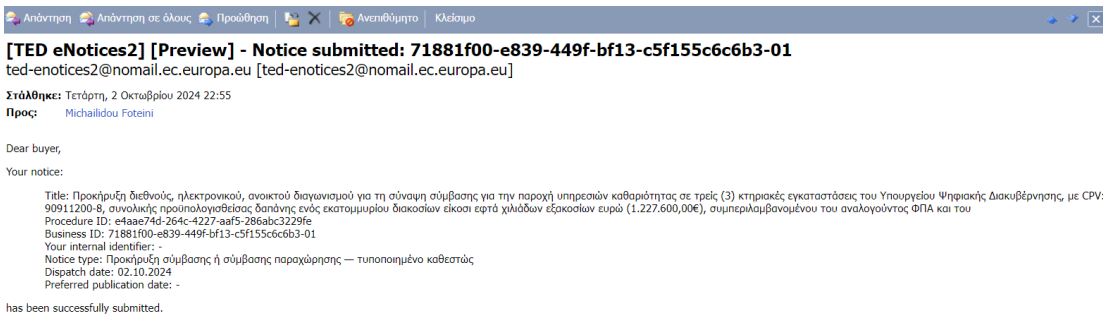 Απάντηση Απάντηση σε όλους Προώθηση Ανεπιθύμητο Κλείσιμο
[TED eNotices2] [Preview] - Notice submitted: 71881f00-e839-449f-bf13-c5f155c6c6b3-01
ted-enotices2@nomail.ec.europa.eu [ted-enotices2@nomail.ec.europa.eu]
Στάλθηκε: Τετάρτη, 2 Οκτωβρίου 2024 22:55
Προς: Michailidou Foteini
Dear buyer,
Your notice:
Title: Προκήρυξη διεθνούς, ηλεκτρονικού, ανοικτού διαγωνισμού για τη σύναψη σύμβασης για την παροχή υπηρεσιών καθαριότητας σε τρείς (3) κτηριακές εγκαταστάσεις του Υπουργείου Ψηφιακής Διακυβέρνησης, με CPV:
90911200-8, συνολικής προϋπολογισθείσας δαπάνης ενός εκατομμυρίου διακοσίων είκοσι εφτά χιλιάδων εξακοσίων ευρώ (1.227.600,00€), συμπεριλαμβανομένου του αναλογούντος ΦΠΑ και του
Procedure ID: e4aae74d-264c-4227-aaf5-286abc3229fe
Business ID: 71881f00-e839-449f-bf13-c5f155c6c6b3-01
Your internal identifier: -
Notice type: Προκήρυξη σύμβασης ή σύμβασης παραχώρησης — τυποποιημένο καθεστώς
Dispatch date: 02.10.2024
Preferred publication date: -
has been successfully submitted.